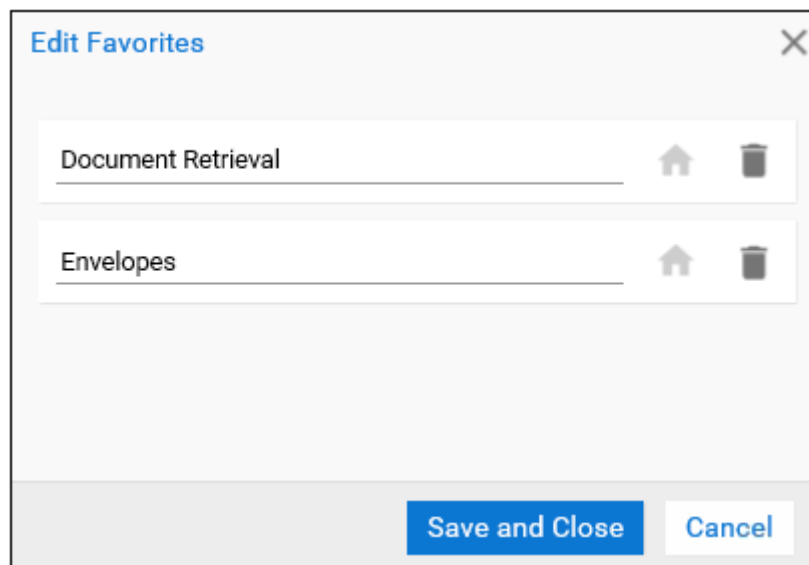 Edit Favorites
Document Retrieval
Envelopes
Save and Close Cancel